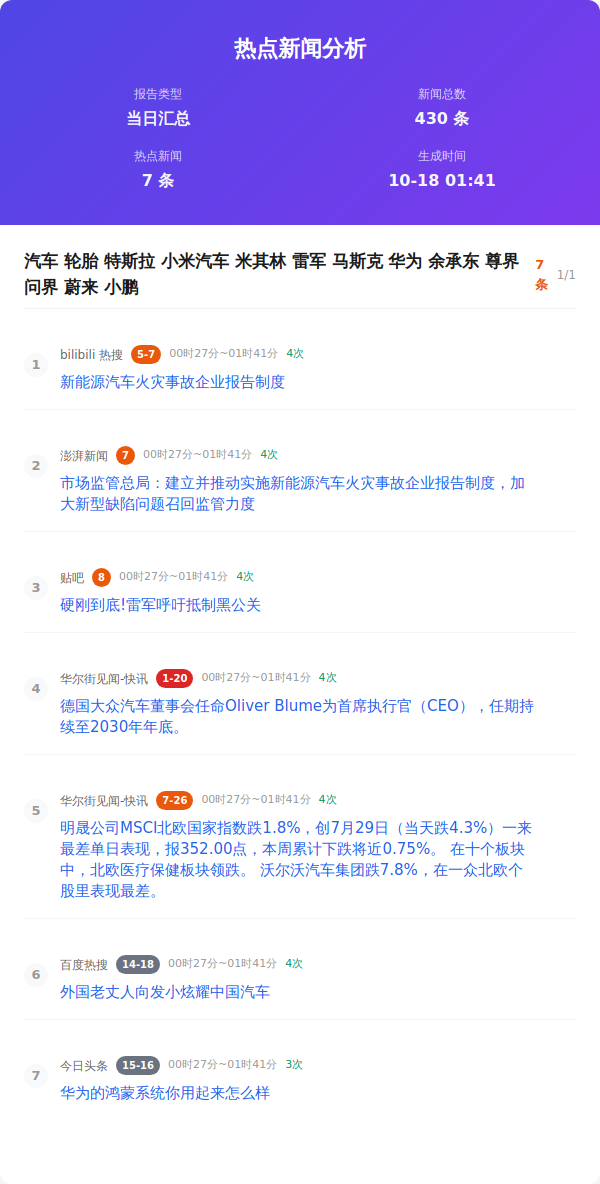 热点新闻分析
报告类型
新闻总数
当日汇总
430 条
热点新闻
生成时间
7 条
10-18 01:41
汽车 轮胎 特斯拉 小米汽车 米其林 雷军 马斯克 华为 余承东 尊界
问界 蔚来 小鹏
7
条
1/1
1
bilibili 热搜 5-7 00时27分~01时41分 4次
新能源汽车火灾事故企业报告制度
2
澎湃新闻 7 00时27分~01时41分 4次
市场监管总局：建立并推动实施新能源汽车火灾事故企业报告制度，加
大新型缺陷问题召回监管力度
3
贴吧 8 00时27分~01时41分 4次
硬刚到底!雷军呼吁抵制黑公关
4
华尔街见闻-快讯 1-20 00时27分~01时41分 4次
德国大众汽车董事会任命Oliver Blume为首席执行官（CEO），任期持
续至2030年年底。
5
华尔街见闻-快讯 7-26 00时27分~01时41分 4次
明晟公司MSCI北欧国家指数跌1.8%，创7月29日（当天跌4.3%）一来
最差单日表现，报352.00点，本周累计下跌将近0.75%。 在十个板块
中，北欧医疗保健板块领跌。 沃尔沃汽车集团跌7.8%，在一众北欧个
股里表现最差。
6
百度热搜 14-18 00时27分~01时41分 4次
外国老丈人向发小炫耀中国汽车
7
今日头条 15-16 00时27分~01时41分 3次
华为的鸿蒙系统你用起来怎么样